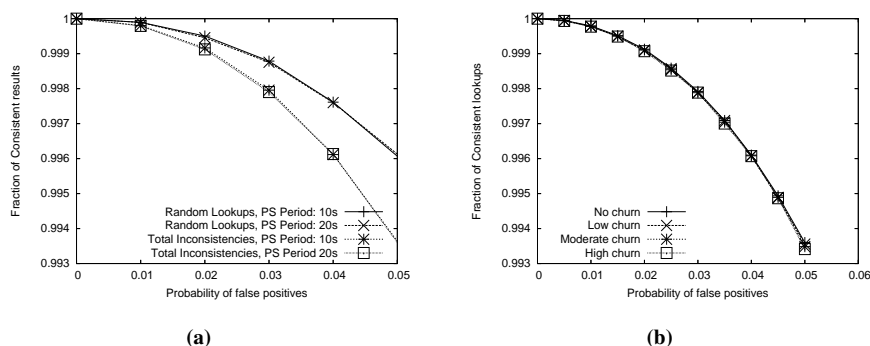 Fraction of Consistent results
1
0.999
0.998
0.997
0.996
0.995
0.994
0.993
Random Lookups, PS Period: 10s
Random Lookups, PS Period: 20s
Total Inconsistencies, PS Period: 10s
Total Inconsistencies, PS Period 20s
0 0.01 0.02 0.03 0.04 0.05
Probability of false positives
(a)
Fraction of Consistent lookups
1
0.999
0.998
0.997
0.996
0.995
0.994
0.993
No churn
Low churn
Moderate churn
High churn
0 0.01 0.02 0.03 0.04 0.05 0.06
Probability of false positives
(b)